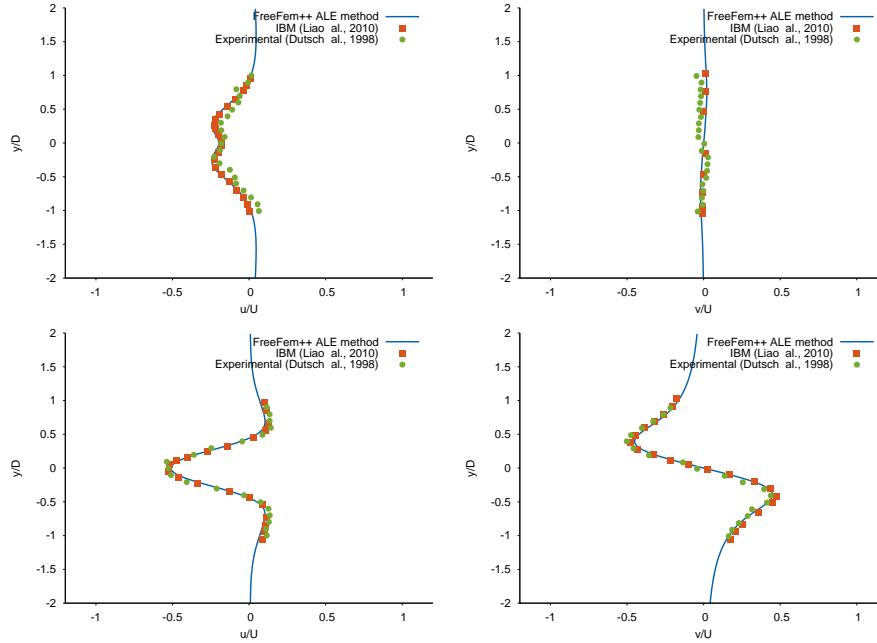 2
1.5
1
0.5
0
-0.5
-1
-1.5
-2
y/D
-1
-0.5
0
0.5
1
u/U
FreeFem++ ALE method
IBM (Liao al., 2010)
Experimental (Dutsch al., 1998)
2
1.5
1
0.5
0
-0.5
-1
-1.5
-2
y/D
-1
-0.5
0
0.5
1
v/U
FreeFem++ ALE method
IBM (Liao al., 2010)
Experimental (Dutsch al., 1998)
2
1.5
1
0.5
0
-0.5
-1
-1.5
-2
y/D
-1
-0.5
0
0.5
1
u/U
FreeFem++ ALE method
IBM (Liao al., 2010)
Experimental (Dutsch al., 1998)
2
1.5
1
0.5
0
-0.5
-1
-1.5
-2
y/D
-1
-0.5
0
0.5
1
v/U
FreeFem++ ALE method
IBM (Liao al., 2010)
Experimental (Dutsch al., 1998)